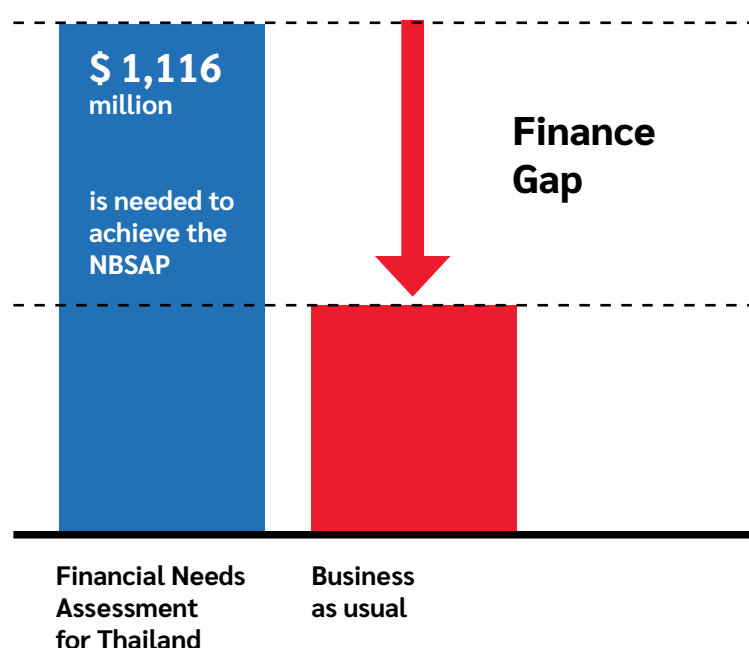 $ 1,116
million
is needed to
achieve the
NBSAP
Finance
Gap
Financial Needs
Assessment
for Thailand
Business
as usual